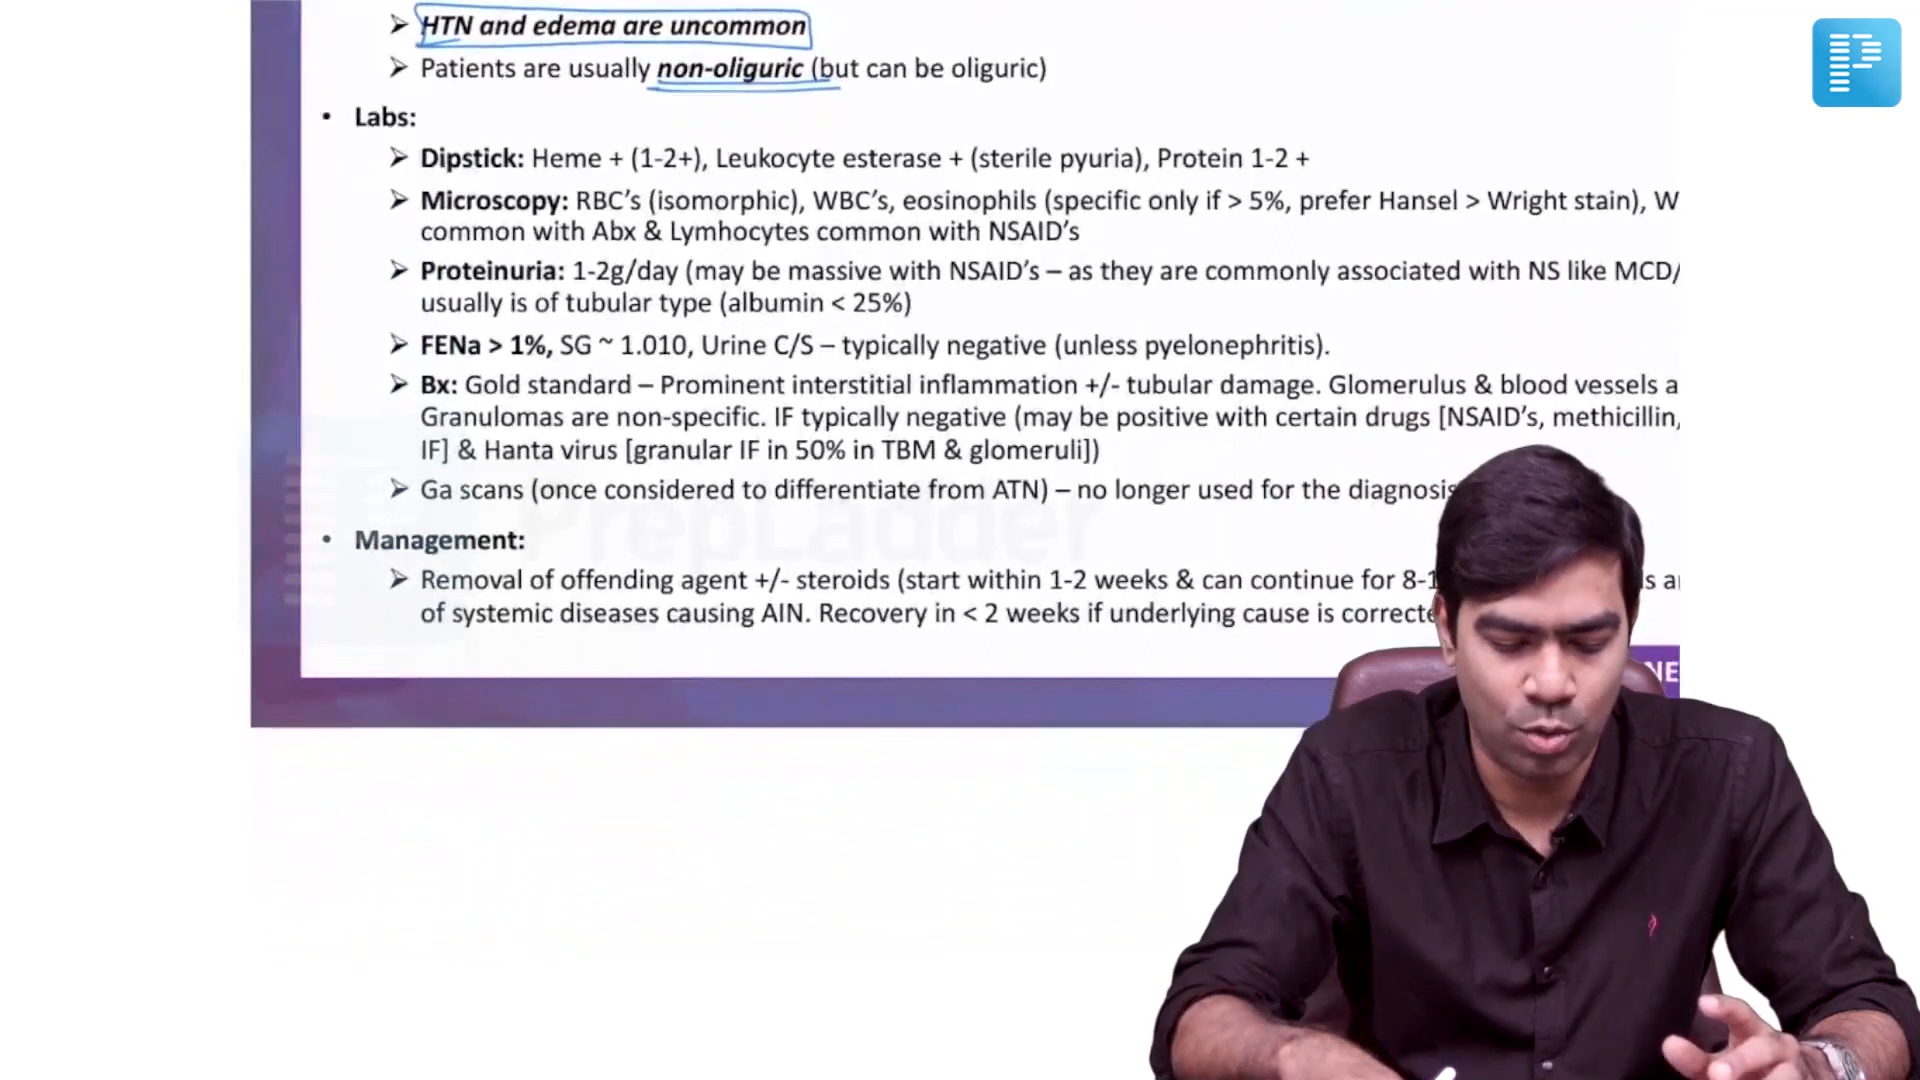 ➢ HTN and edema are uncommon
➢ Patients are usually non-oliguric (but can be oliguric)
• Labs:
➢ Dipstick: Heme + (1-2+), Leukocyte esterase + (sterile pyuria), Protein 1-2 +
➢ Microscopy: RBC's (isomorphic), WBC's, eosinophils (specific only if > 5%, prefer Hansel > Wright stain), W
common with Abx & Lymhocytes common with NSAID's
➢ Proteinuria: 1-2g/day (may be massive with NSAID's – as they are commonly associated with NS like MCD/
usually is of tubular type (albumin < 25%)
➢ FENa > 1%, SG ~ 1.010, Urine C/S – typically negative (unless pyelonephritis).
➢ Bx: Gold standard – Prominent interstitial inflammation +/- tubular damage. Glomerulus & blood vessels a
Granulomas are non-specific. IF typically negative (may be positive with certain drugs [NSAID's, methicillin,
IF] & Hanta virus [granular IF in 50% in TBM & glomeruli])
➢ Ga scans (once considered to differentiate from ATN) – no longer used for the diagnosis
PrepLadder
• Management:
➢ Removal of offending agent +/- steroids (start within 1-2 weeks & can continue for 8-1 s a
of systemic diseases causing AIN. Recovery in < 2 weeks if underlying cause is correcte
NE